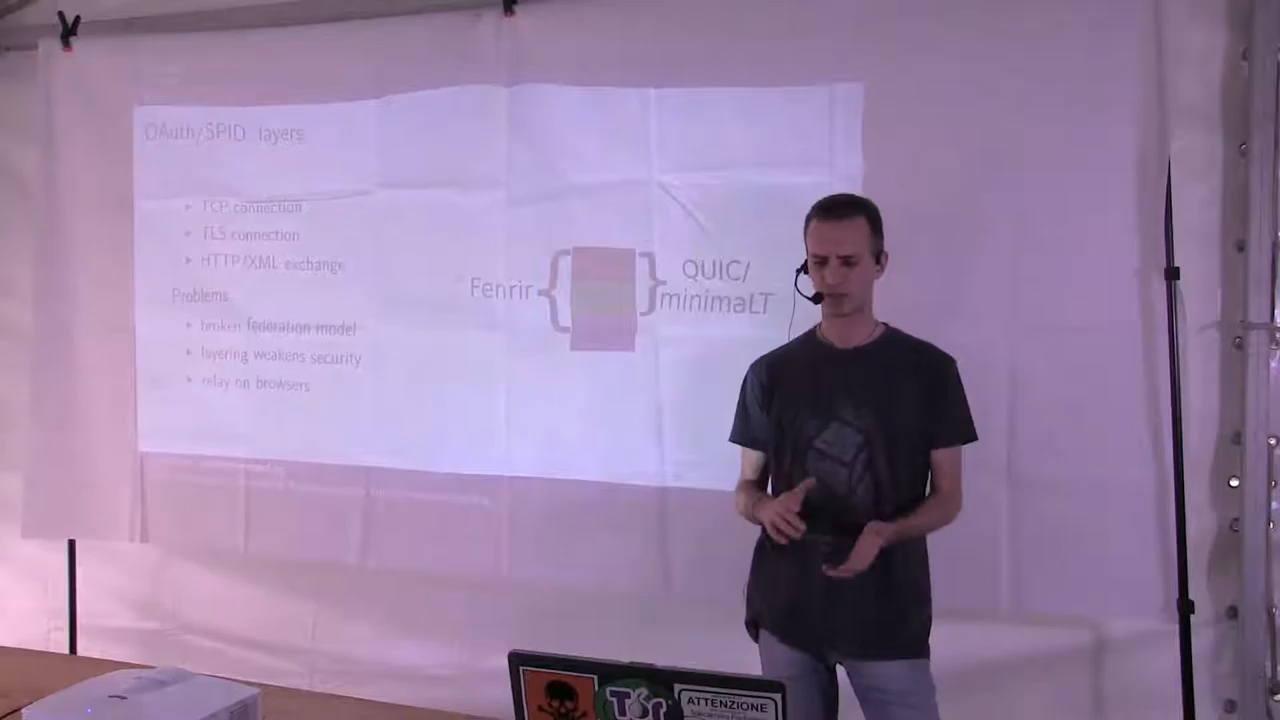 OAuth/SPID layers
▸ TCP connection
▸ TLS connection
▸ HTTP/XML exchange
Problems
▸ broken federation model
▸ layering weakens security
▸ relay on browsers
Fenrir
QUIC/
minimaLT
Tor
ATTENZIONE